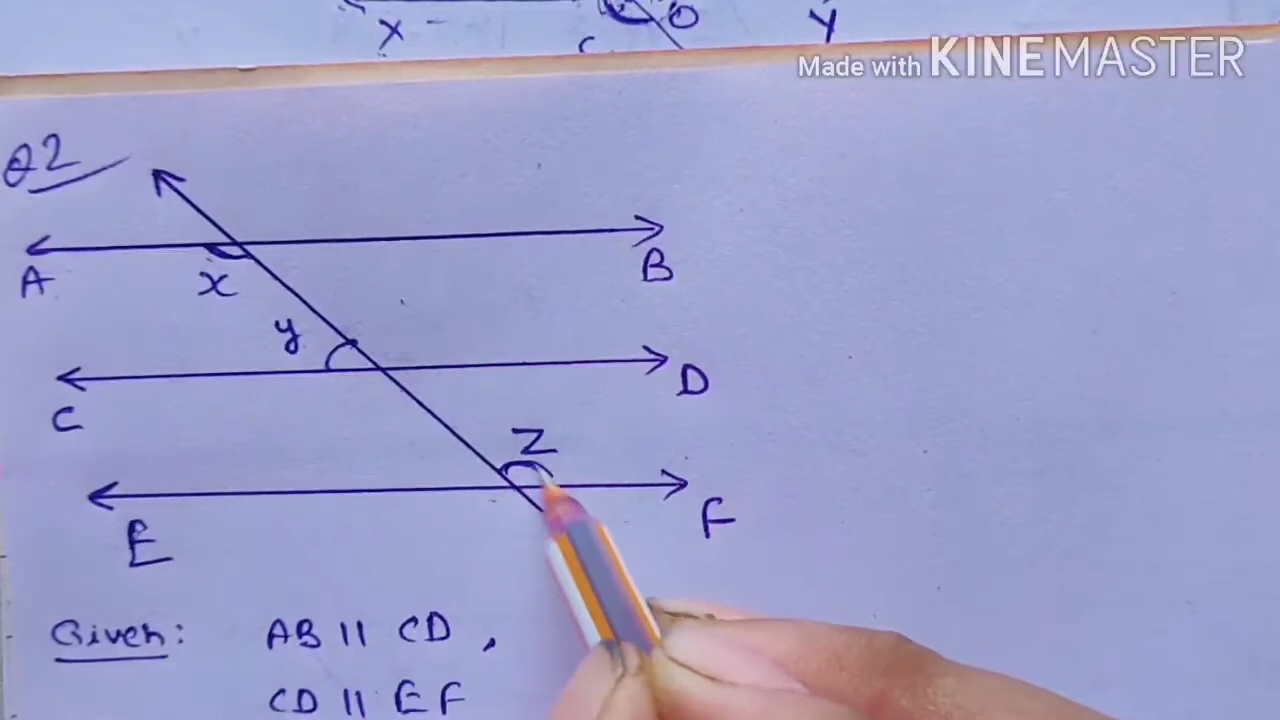 X O Y
C
Made with KINEMASTER
Q2
A B
x
y
C D
Z
E F
Given: AB || CD,
CD || EF